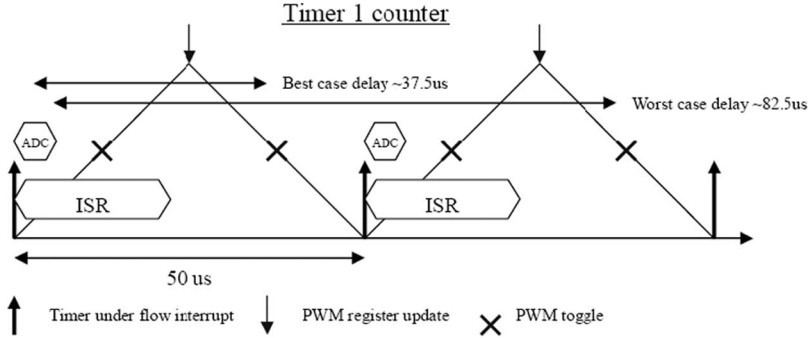 Timer 1 counter
Best case delay ~37.5us
Worst case delay ~82.5us
ADC
ADC
ISR
ISR
50 us
Timer under flow interrupt
PWM register update
PWM toggle